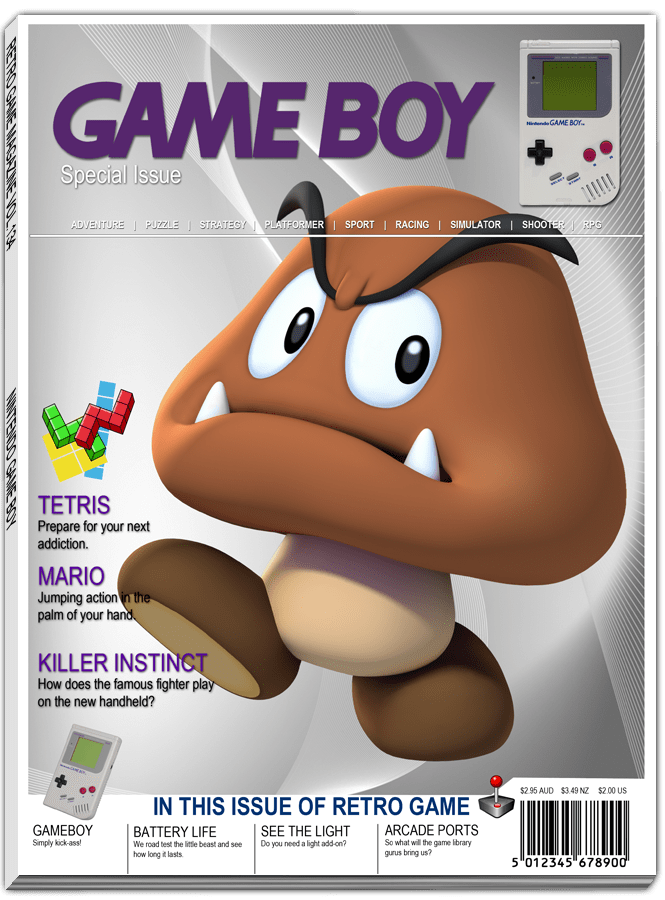 GAME BOY
Special Issue
Nintendo GAME BOY™
ADVENTURE | PUZZLE | STRATEGY | PLATFORMER | SPORT | RACING | SIMULATOR | SHOOTER | RPG
TETRIS
Prepare for your next
addiction.
MARIO
Jumping action in the
palm of your hand.
KILLER INSTINCT
How does the famous fighter play
on the new handheld?
IN THIS ISSUE OF RETRO GAME
$2.95 AUD $3.49 NZ $2.00 US
GAMEBOY
Simply kick-ass!
BATTERY LIFE
We road test the little beast and see
how long it lasts.
SEE THE LIGHT
Do you need a light add-on?
ARCADE PORTS
So what will the game library
gurus bring us?
5 012345 678900